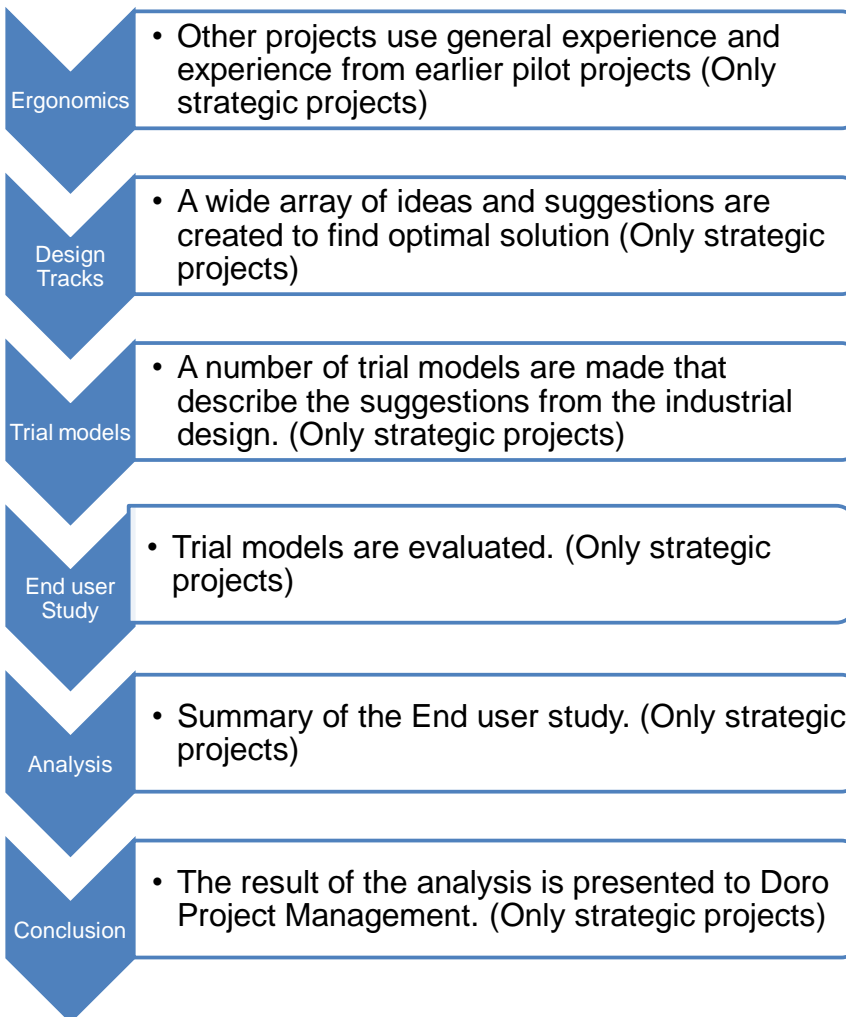 Ergonomics
• Other projects use general experience and
experience from earlier pilot projects (Only
strategic projects)
Design
Tracks
• A wide array of ideas and suggestions are
created to find optimal solution (Only strategic
projects)
Trial models
• A number of trial models are made that
describe the suggestions from the industrial
design. (Only strategic projects)
End user
Study
• Trial models are evaluated. (Only strategic
projects)
Analysis
• Summary of the End user study. (Only strategic
projects)
Conclusion
• The result of the analysis is presented to Doro
Project Management. (Only strategic projects)